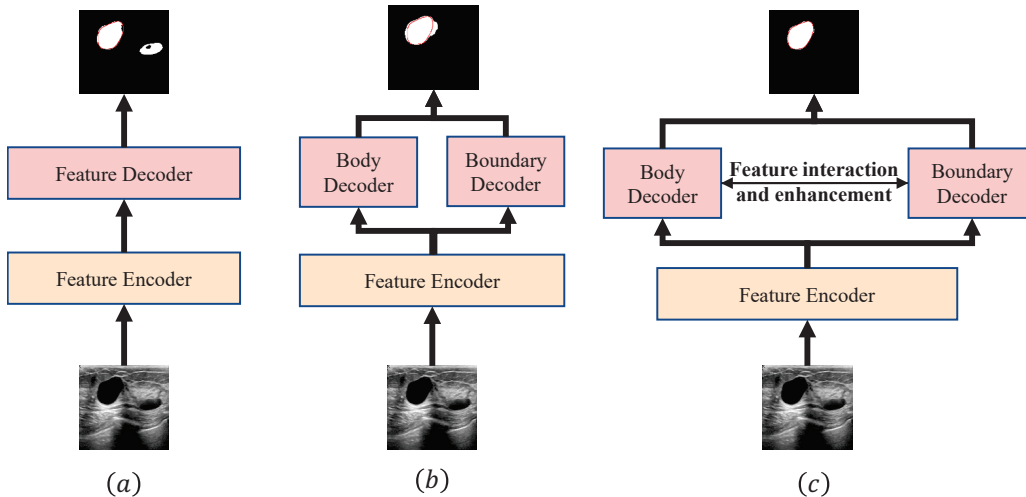 Feature Decoder
Feature Encoder
(a)
Body
Decoder
Boundary
Decoder
Feature Encoder
(b)
Body
Decoder
Feature interaction
and enhancement
Boundary
Decoder
Feature Encoder
(c)